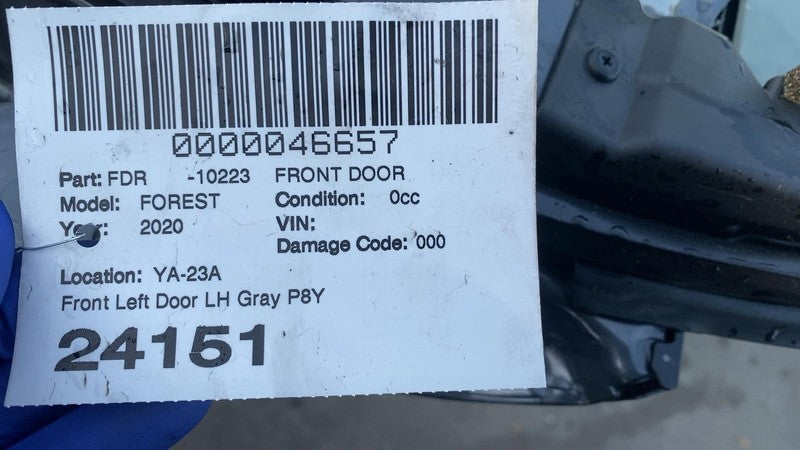 0000046657
Part: FDR -10223 FRONT DOOR
Model: FOREST Condition: 0cc
Year: 2020 VIN:
Damage Code: 000
Location: YA-23A
Front Left Door LH Gray P8Y
24151